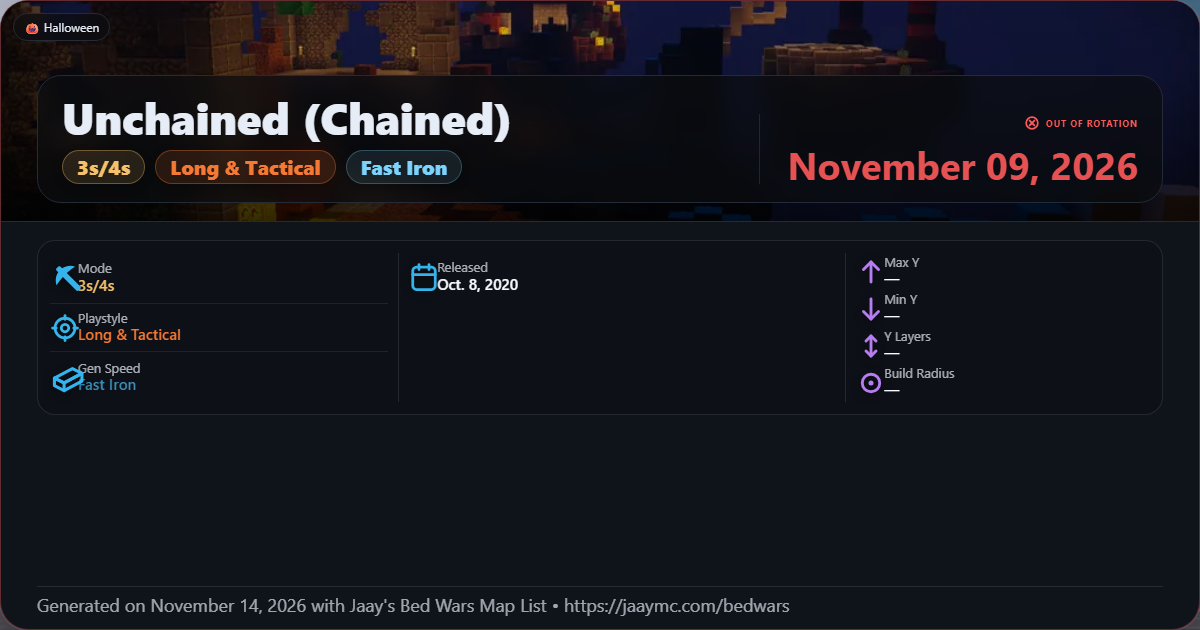 Halloween
Unchained (Chained)
3s/4s
Long & Tactical
Fast Iron
OUT OF ROTATION
November 09, 2026
Mode
3s/4s
Playstyle
Long & Tactical
Gen Speed
Fast Iron
Released
Oct. 8, 2020
Max Y
—
Min Y
—
Y Layers
—
Build Radius
—
Generated on November 14, 2026 with Jaay's Bed Wars Map List • https://jaaymc.com/bedwars